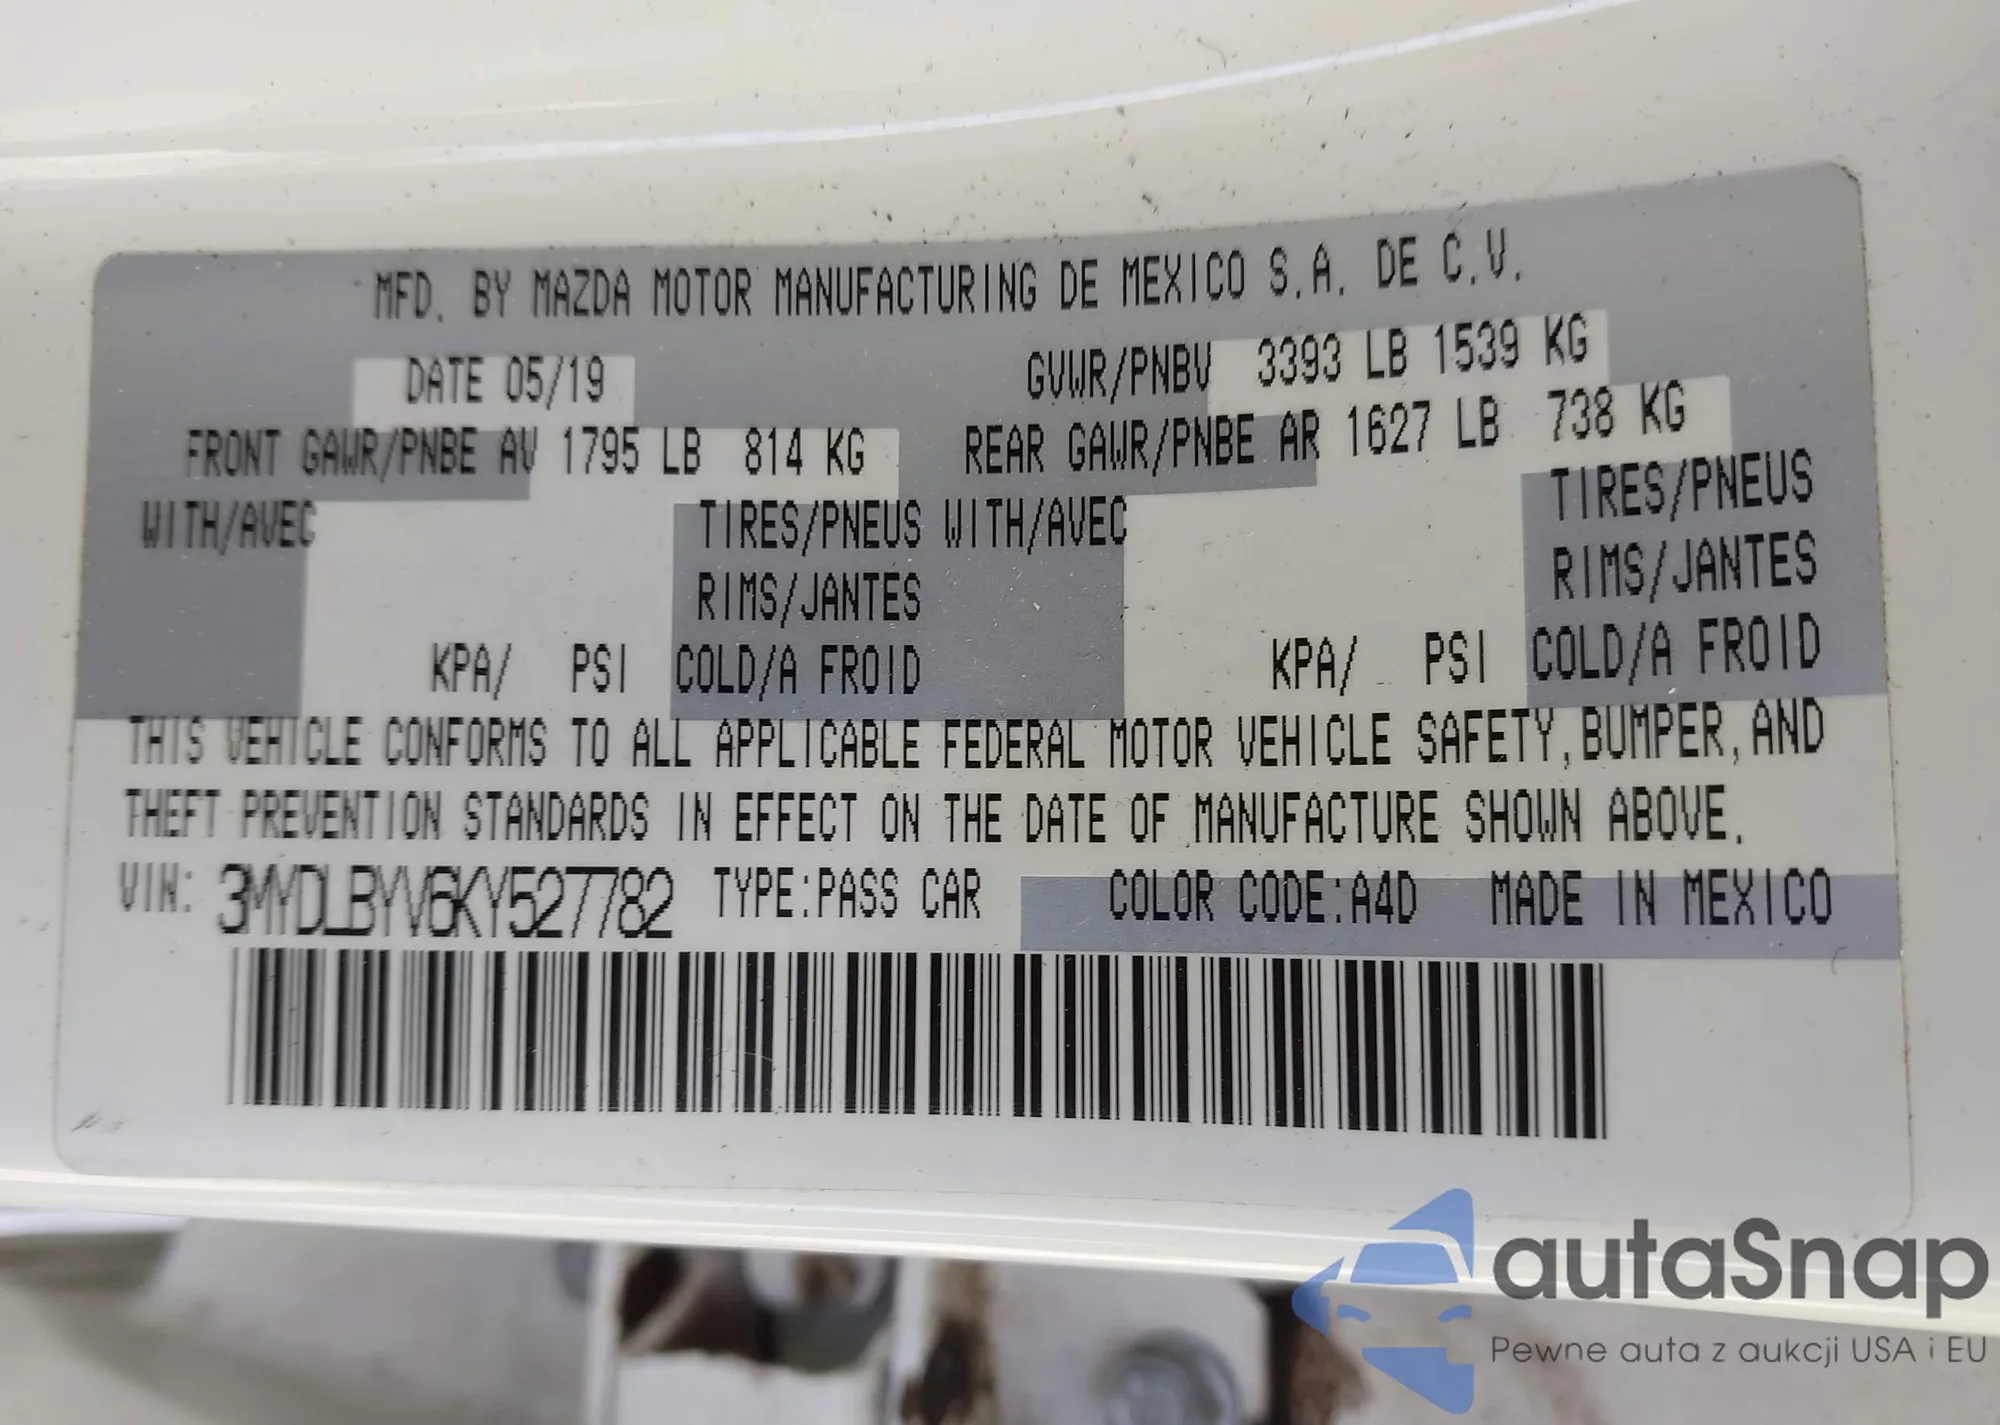 MFD. BY MAZDA MOTOR MANUFACTURING DE MEXICO S.A. DE C.V.
DATE 05/19 GVWR/PNBV 3393 LB 1539 KG
FRONT GAWR/PNBE AV 1795 LB 814 KG REAR GAWR/PNBE AR 1627 LB 738 KG
WITH/AVEC TIRES/PNEUS WITH/AVEC TIRES/PNEUS
RIMS/JANTES RIMS/JANTES
KPA/ PSI COLD/A FROID KPA/ PSI COLD/A FROID
THIS VEHICLE CONFORMS TO ALL APPLICABLE FEDERAL MOTOR VEHICLE SAFETY, BUMPER, AND
THEFT PREVENTION STANDARDS IN EFFECT ON THE DATE OF MANUFACTURE SHOWN ABOVE.
VIN: 3MYDLBYV6KY527782 TYPE:PASS CAR COLOR CODE:A4D MADE IN MEXICO
autaSnap
Pewne auta z aukcji USA i EU